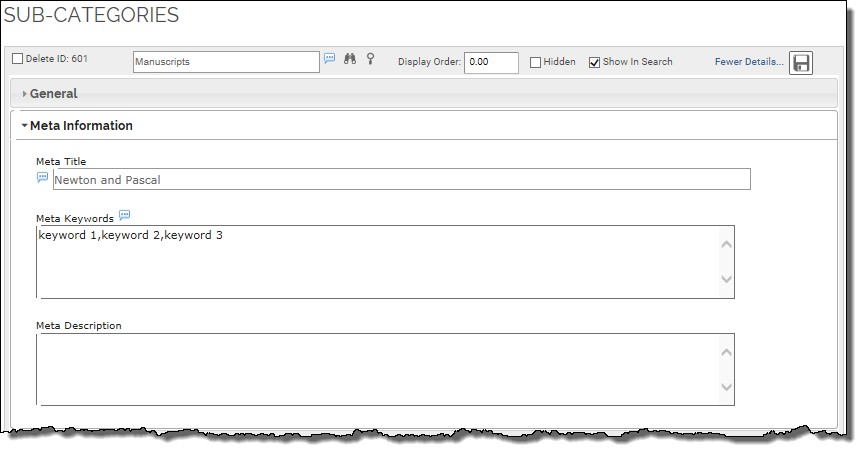 SUB-CATEGORIES
Delete ID: 601 Manuscripts Display Order: 0.00 Hidden Show In Search Fewer Details...
General
Meta Information
Meta Title
Newton and Pascal
Meta Keywords
keyword 1,keyword 2,keyword 3
Meta Description